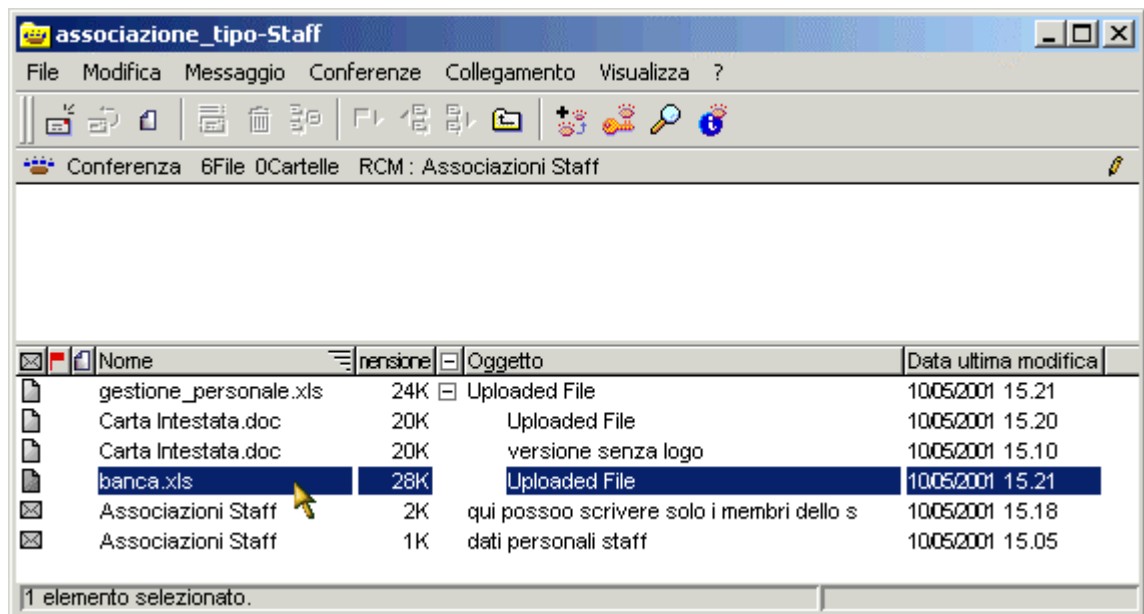 associazione_tipo-Staff
File Modifica Messaggio Conferenze Collegamento Visualizza ?
Conferenza 6File 0Cartelle RCM : Associazioni Staff
Nome nensione Oggetto Data ultima modifica
gestione_personale.xls 24K Uploaded File 10/05/2001 15.21
Carta Intestata.doc 20K Uploaded File 10/05/2001 15.20
Carta Intestata.doc 20K versione senza logo 10/05/2001 15.10
banca.xls 28K Uploaded File 10/05/2001 15.21
Associazioni Staff 2K qui possoo scrivere solo i membri dello s 10/05/2001 15.18
Associazioni Staff 1K dati personali staff 10/05/2001 15.05
1 elemento selezionato.